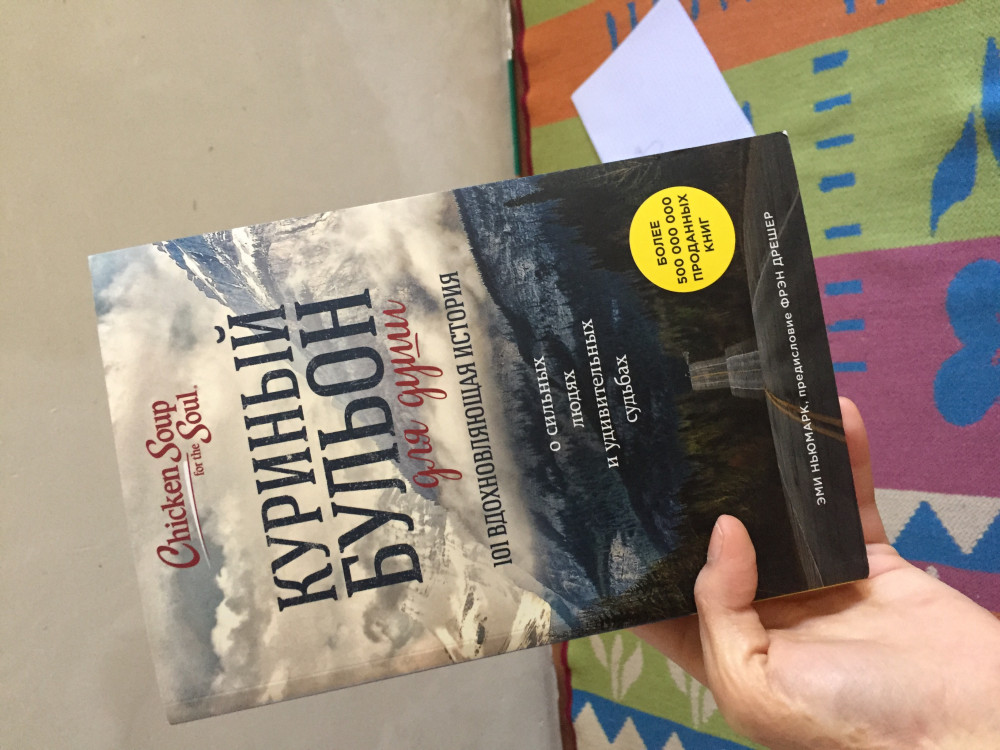 Chicken Soup
for the Soul.
КУРИНЫЙ
БУЛЬОН
для души
101 ВДОХНОВЛЯЮЩАЯ ИСТОРИЯ
о сильных
людях
и удивительных
судьбах
БОЛЕЕ
500 000 000
ПРОДАННЫХ
КНИГ
ЭМИ НЬЮМАРК, предисловие ФРЭН ДРЕШЕР